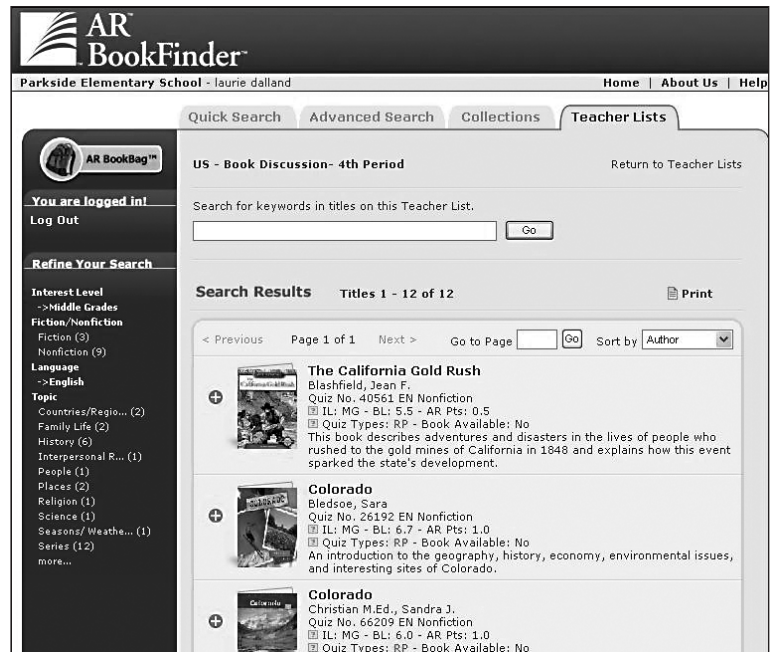 AR™
BookFinder™
Parkside Elementary School - laurie dalland
Home | About Us | Help
Quick Search
Advanced Search
Collections
Teacher Lists
AR BookBag™
You are logged in!
Log Out
Refine Your Search
Interest Level
->Middle Grades
Fiction/Nonfiction
Fiction (3)
Nonfiction (9)
Language
->English
Topic
Countries/Regio... (2)
Family Life (2)
History (6)
Interpersonal R... (1)
People (1)
Places (2)
Religion (1)
Science (1)
Seasons/ Weathe... (1)
Series (12)
more...
US - Book Discussion- 4th Period
Return to Teacher Lists
Search for keywords in titles on this Teacher List.
Go
Search Results Titles 1 - 12 of 12
Print
< Previous Page 1 of 1 Next > Go to Page Go Sort by Author
The California Gold Rush
Blashfield, Jean F.
Quiz No. 40561 EN Nonfiction
IL: MG - BL: 5.5 - AR Pts: 0.5
Quiz Types: RP - Book Available: No
This book describes adventures and disasters in the lives of people who
rushed to the gold mines of California in 1848 and explains how this event
sparked the state's development.
California Gold Rush
Colorado
Bledsoe, Sara
Quiz No. 26192 EN Nonfiction
IL: MG - BL: 6.7 - AR Pts: 1.0
Quiz Types: RP - Book Available: No
An introduction to the geography, history, economy, environmental issues,
and interesting sites of Colorado.
COLORADO
Colorado
Christian M.Ed., Sandra J.
Quiz No. 66209 EN Nonfiction
IL: MG - BL: 6.0 - AR Pts: 1.0
Quiz Types: RP - Book Available: No
Colorado